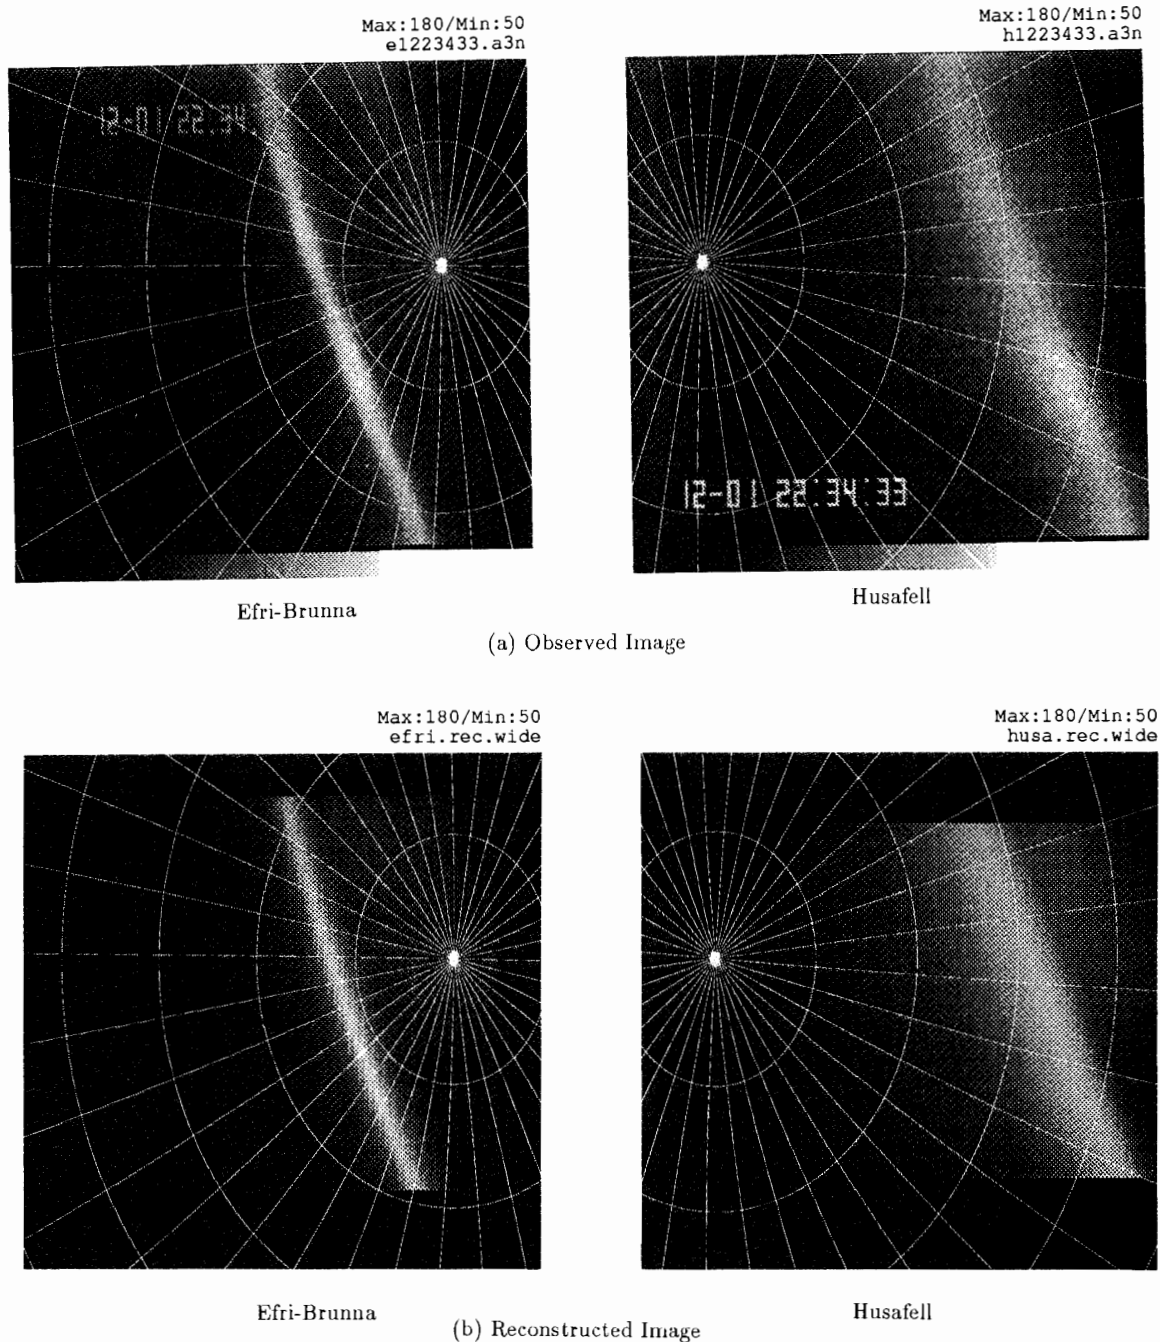 Max:180/Min:50
e1223433.a3n
Max:180/Min:50
h1223433.a3n
12-01 22:34:
12-01 22:34:33
Efri-Brunna
Husafell
(a) Observed Image
Max:180/Min:50
efri.rec.wide
Max:180/Min:50
husa.rec.wide
Efri-Brunna
Husafell
(b) Reconstructed Image